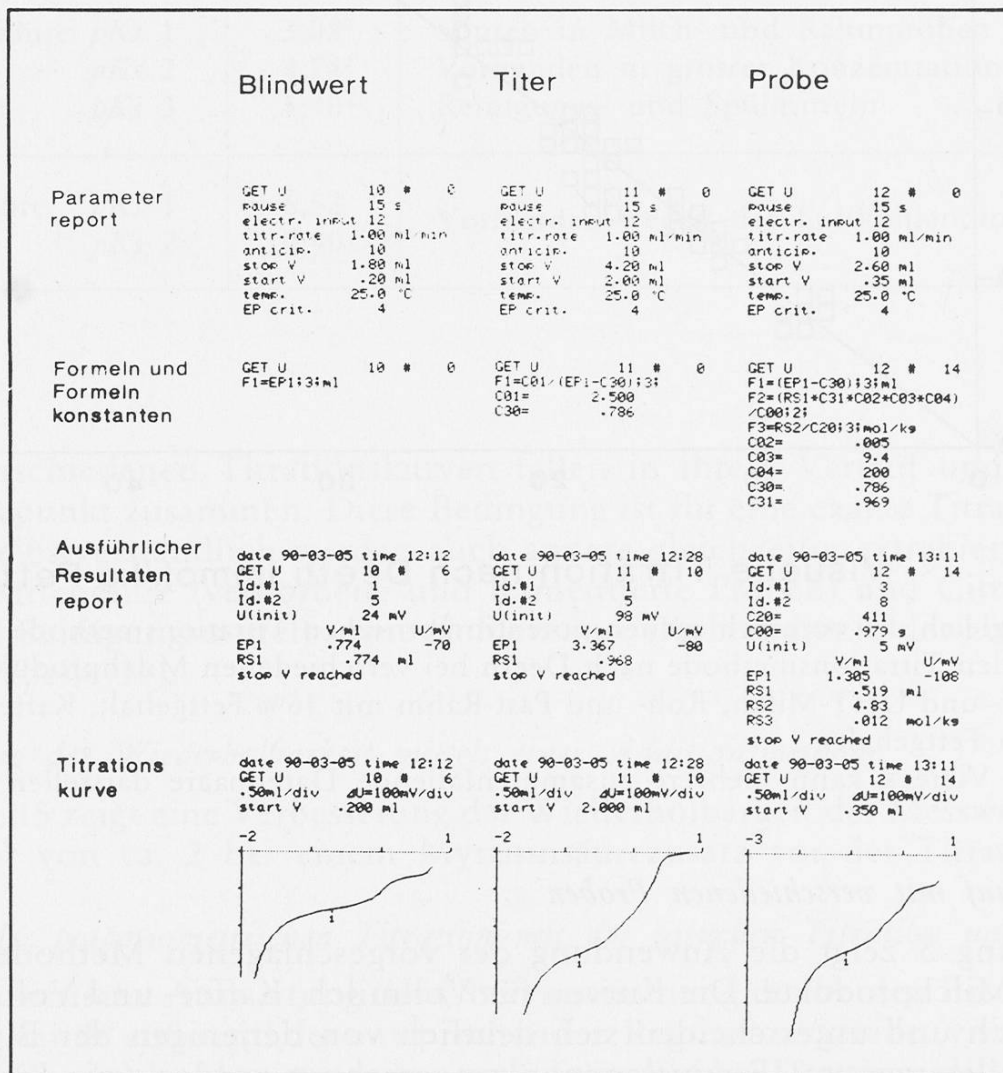 Blindwert
Titer
Probe
Parameter
report
GET U 10 # 0
pause 15 s
electr. input 12
titr.rate 1.00 ml/min
anticip. 10
stop V 1.80 ml
start V .20 ml
temp. 25.0 °C
EP crit. 4
GET U 11 # 0
pause 15 s
electr. input 12
titr.rate 1.00 ml/min
anticip. 10
stop V 4.20 ml
start V 2.00 ml
temp. 25.0 °C
EP crit. 4
GET U 12 # 0
pause 15 s
electr. input 12
titr.rate 1.00 ml/min
anticip. 10
stop V 2.60 ml
start V .35 ml
temp. 25.0 °C
EP crit. 4
Formeln und
Formeln
konstanten
GET U 10 # 0
F1=EP1;3;ml
GET U 11 # 0
F1=C01/(EP1-C30);3;
C01= 2.500
C30= .786
GET U 12 # 14
F1=(EP1-C30);3;ml
F2=(RS1*C31*C02*C03*C04)
/C00;2;
F3=RS2/C20;3;mol/kg
C02= .005
C03= 9.4
C04= 200
C30= .786
C31= .969
Ausführlicher
Resultaten
report
date 90-03-05 time 12:12
GET U 10 # 6
Id.#1 1
Id.#2 5
U(init) 24 mV
V/ml U/mV
EP1 .774 -70
RS1 .774 ml
stop V reached
date 90-03-05 time 12:28
GET U 11 # 10
Id.#1 2
Id.#2 5
U(init) 98 mV
V/ml U/mV
EP1 3.367 -80
RS1 .968
stop V reached
date 90-03-05 time 13:11
GET U 12 # 14
Id.#1 3
Id.#2 8
C20 411
C00 .979 g
U(init) 5 mV
V/ml U/mV
EP1 1.305 -108
RS1 .519 ml
RS2 4.83
RS3 .012 mol/kg
stop V reached
Titrations
kurve
date 90-03-05 time 12:12
GET U 10 # 6
.50ml/div dU=100mV/div
start V .200 ml
-2 1
1
date 90-03-05 time 12:28
GET U 11 # 10
.50ml/div dU=100mV/div
start V 2.000 ml
-2 1
1
date 90-03-05 time 13:11
GET U 12 # 14
.50ml/div dU=100mV/div
start V .350 ml
-3 1
1